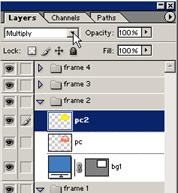 Layers Channels Paths
Multiply Opacity: 100%
Lock: Fill: 100%
frame 4
frame 3
frame 2
pc2
pc
bg1
frame 1